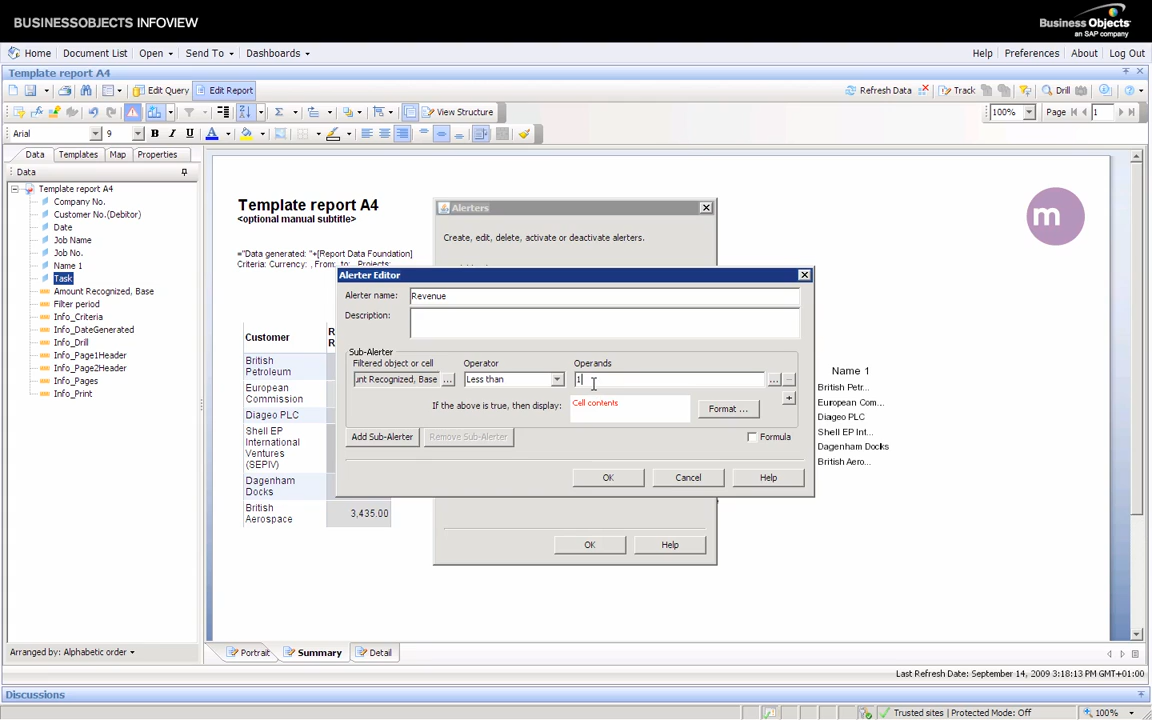 BUSINESSOBJECTS INFOVIEW
Business Objects
an SAP company
Home Document List Open Send To Dashboards Help Preferences About Log Out
Template report A4
Edit Query Edit Report Refresh Data Track Drill
View Structure 100% Page 1
Arial 9 B I U A
Data Templates Map Properties
Data
Template report A4
Company No.
Customer No.(Debitor)
Date
Job Name
Job No.
Name 1
Task
Amount Recognized, Base
Filter period
Info_Criteria
Info_DateGenerated
Info_Drill
Info_Page1Header
Info_Page2Header
Info_Pages
Info_Print
Arranged by: Alphabetic order
Template report A4
<optional manual subtitle>
="Data generated: "+[Report Data Foundation]
Criteria: Currency: , From: to: , Projects:
m
Customer
British
Petroleum
European
Commission
Diageo PLC
Shell EP
International
Ventures
(SEPIV)
Dagenham
Docks
British
Aerospace
3,435.00
Alerters
Create, edit, delete, activate or deactivate alerters.
OK Help
Alerter Editor
Alerter name: Revenue
Description:
Sub-Alerter
Filtered object or cell Operator Operands
unt Recognized, Base ... Less than 1 ...
If the above is true, then display: Cell contents Format ... +
Add Sub-Alerter Remove Sub-Alerter Formula
OK Cancel Help
Name 1
British Petr...
European Com...
Diageo PLC
Shell EP Int...
Dagenham Docks
British Aero...
Portrait Summary Detail
Last Refresh Date: September 14, 2009 3:18:13 PM GMT+01:00
Discussions
Trusted sites | Protected Mode: Off 100%